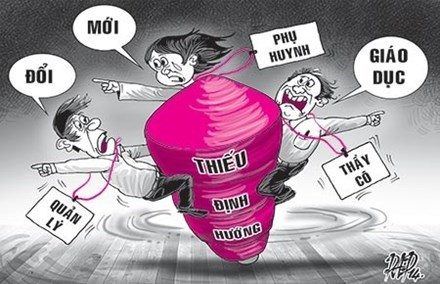 ĐỔI
MỚI
GIÁO
DỤC
PHỤ
HUYNH
QUẢN
LÝ
THẦY
CÔ
THIẾU
ĐỊNH
HƯỚNG